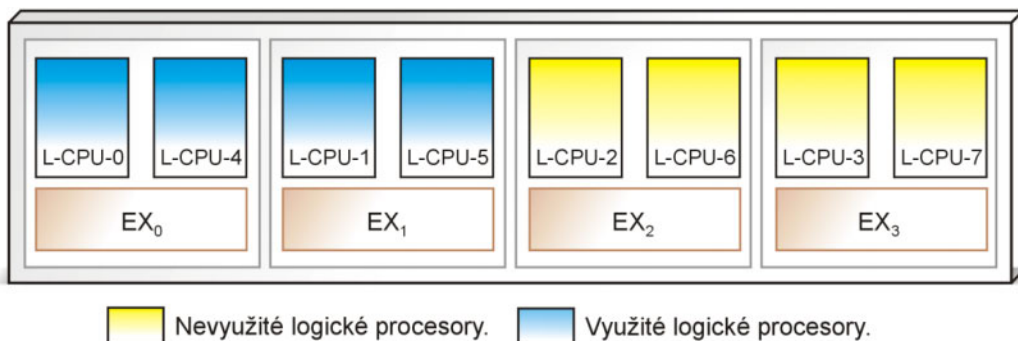 L-CPU-0 L-CPU-4 L-CPU-1 L-CPU-5 L-CPU-2 L-CPU-6 L-CPU-3 L-CPU-7
EX₀ EX₁ EX₂ EX₃
Nevyužité logické procesory. Využité logické procesory.